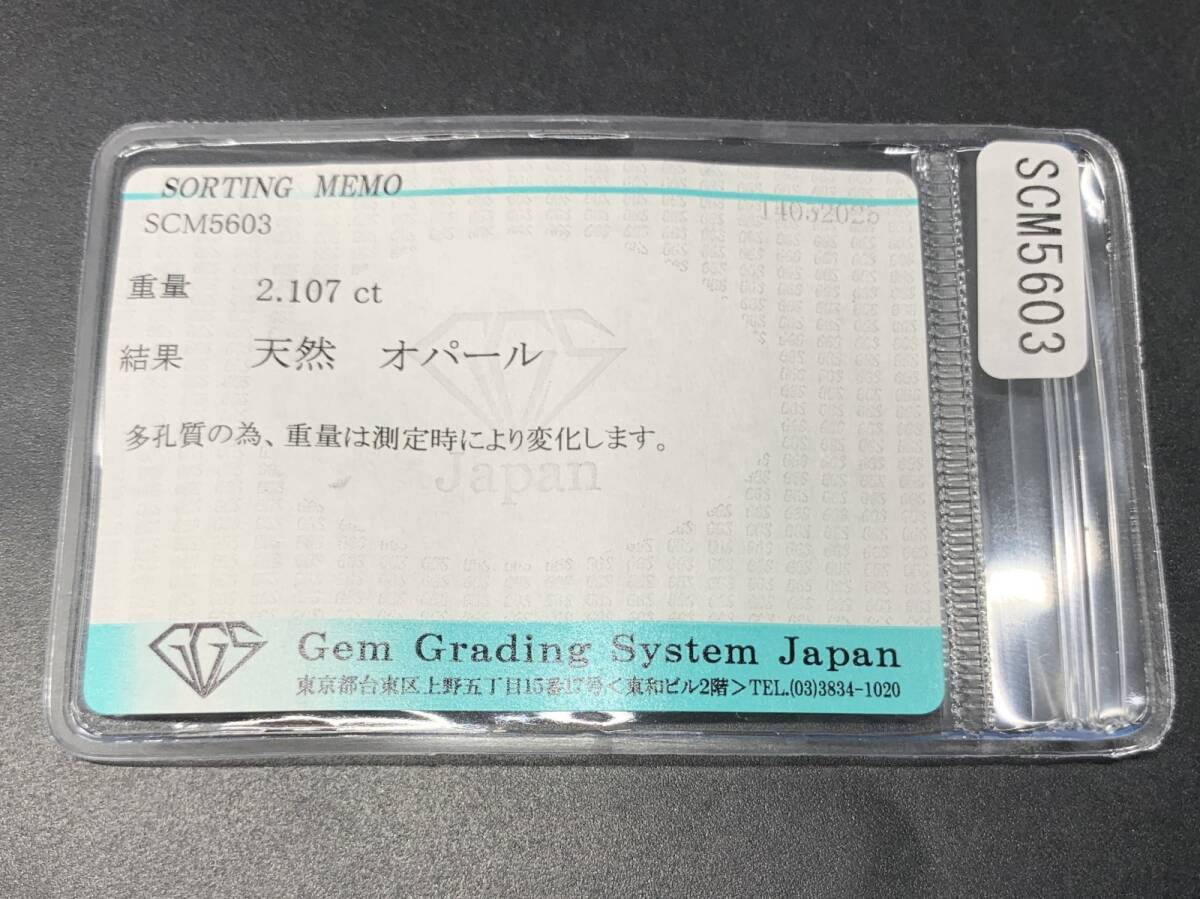 SORTING MEMO
SCM5603
14032025
重量 2.107 ct
結果 天然 オパール
多孔質の為、重量は測定時により変化します。
GGS
Japan
GGS Gem Grading System Japan
東京都台東区上野五丁目15番17号＜東和ビル2階＞TEL.(03)3834-1020
SCM5603